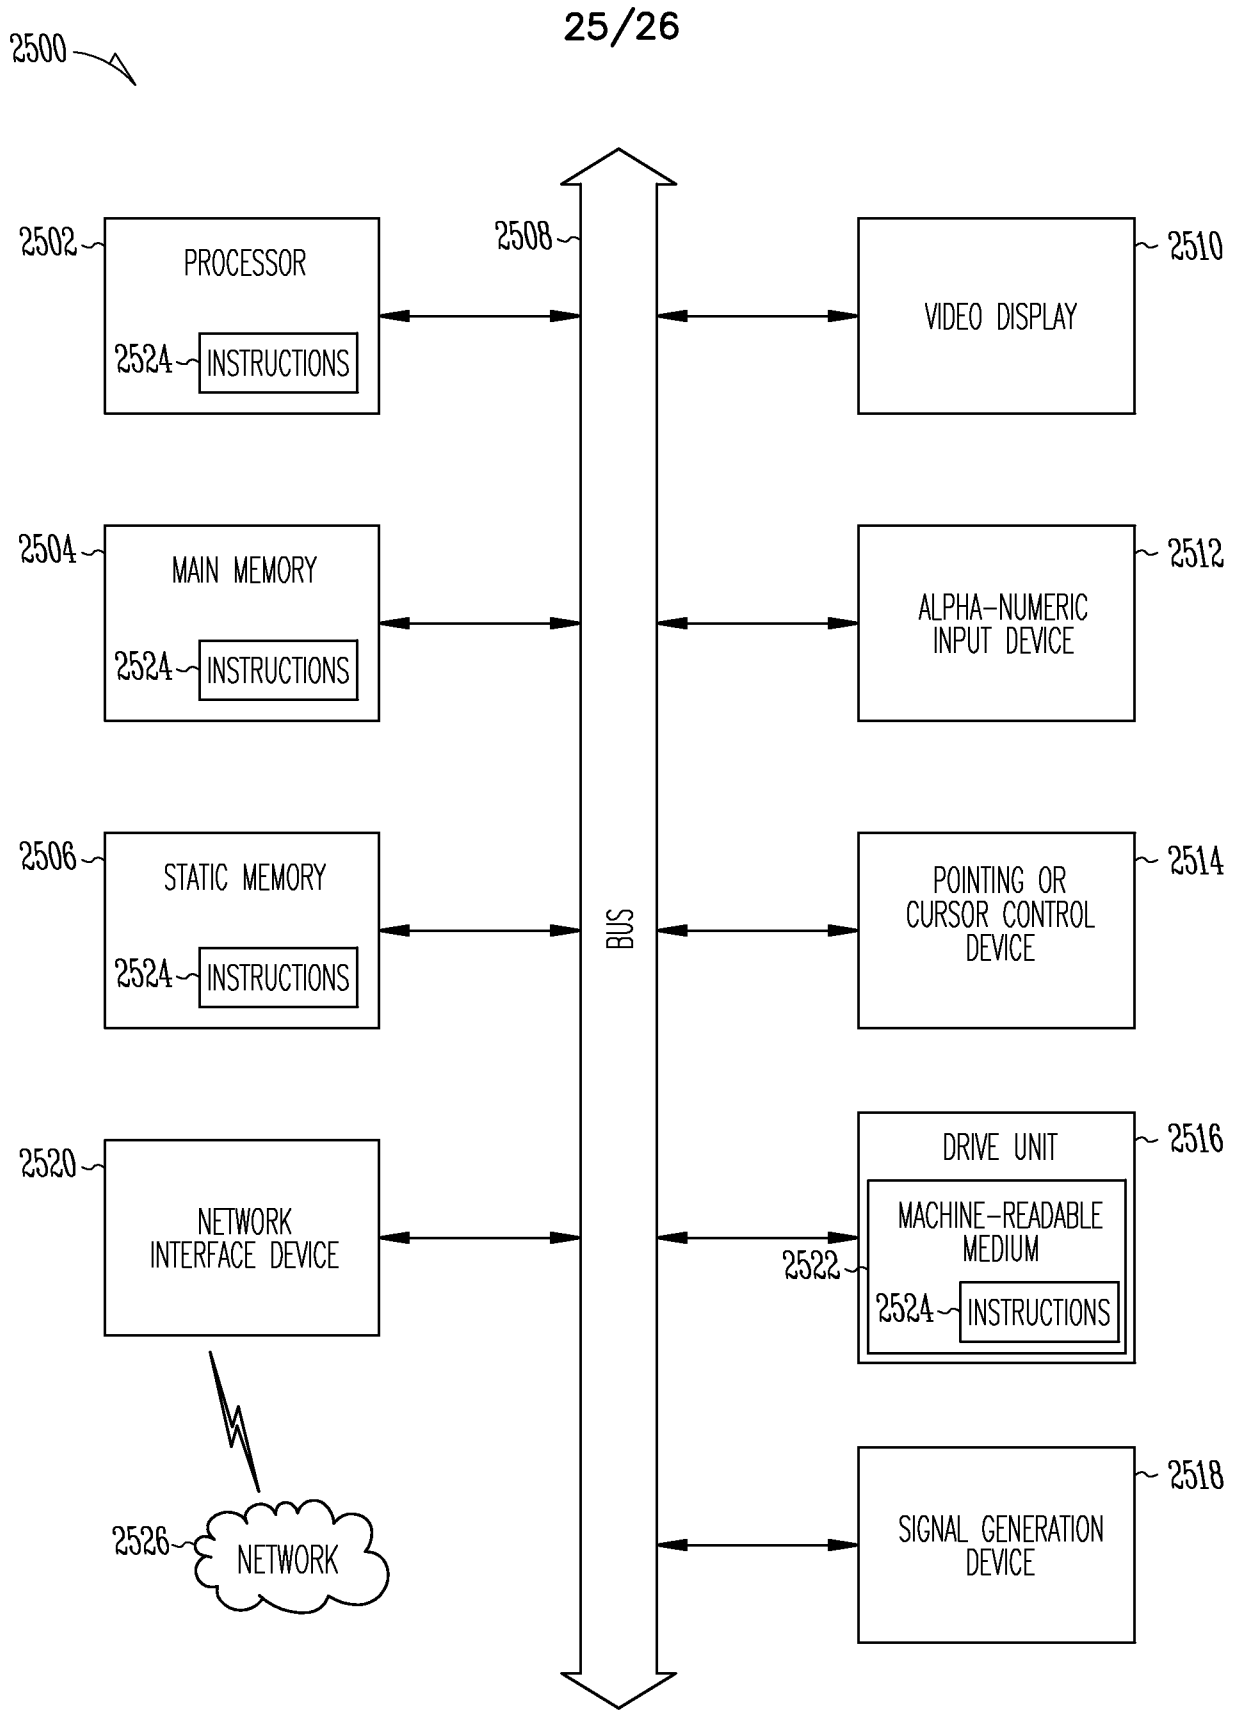 25/26
2500
2502
PROCESSOR
2524
INSTRUCTIONS
2504
MAIN MEMORY
2524
INSTRUCTIONS
2506
STATIC MEMORY
2524
INSTRUCTIONS
2520
NETWORK
INTERFACE DEVICE
2526
NETWORK
2508
BUS
2510
VIDEO DISPLAY
2512
ALPHA-NUMERIC
INPUT DEVICE
2514
POINTING OR
CURSOR CONTROL
DEVICE
2516
DRIVE UNIT
MACHINE-READABLE
MEDIUM
2522
2524
INSTRUCTIONS
2518
SIGNAL GENERATION
DEVICE